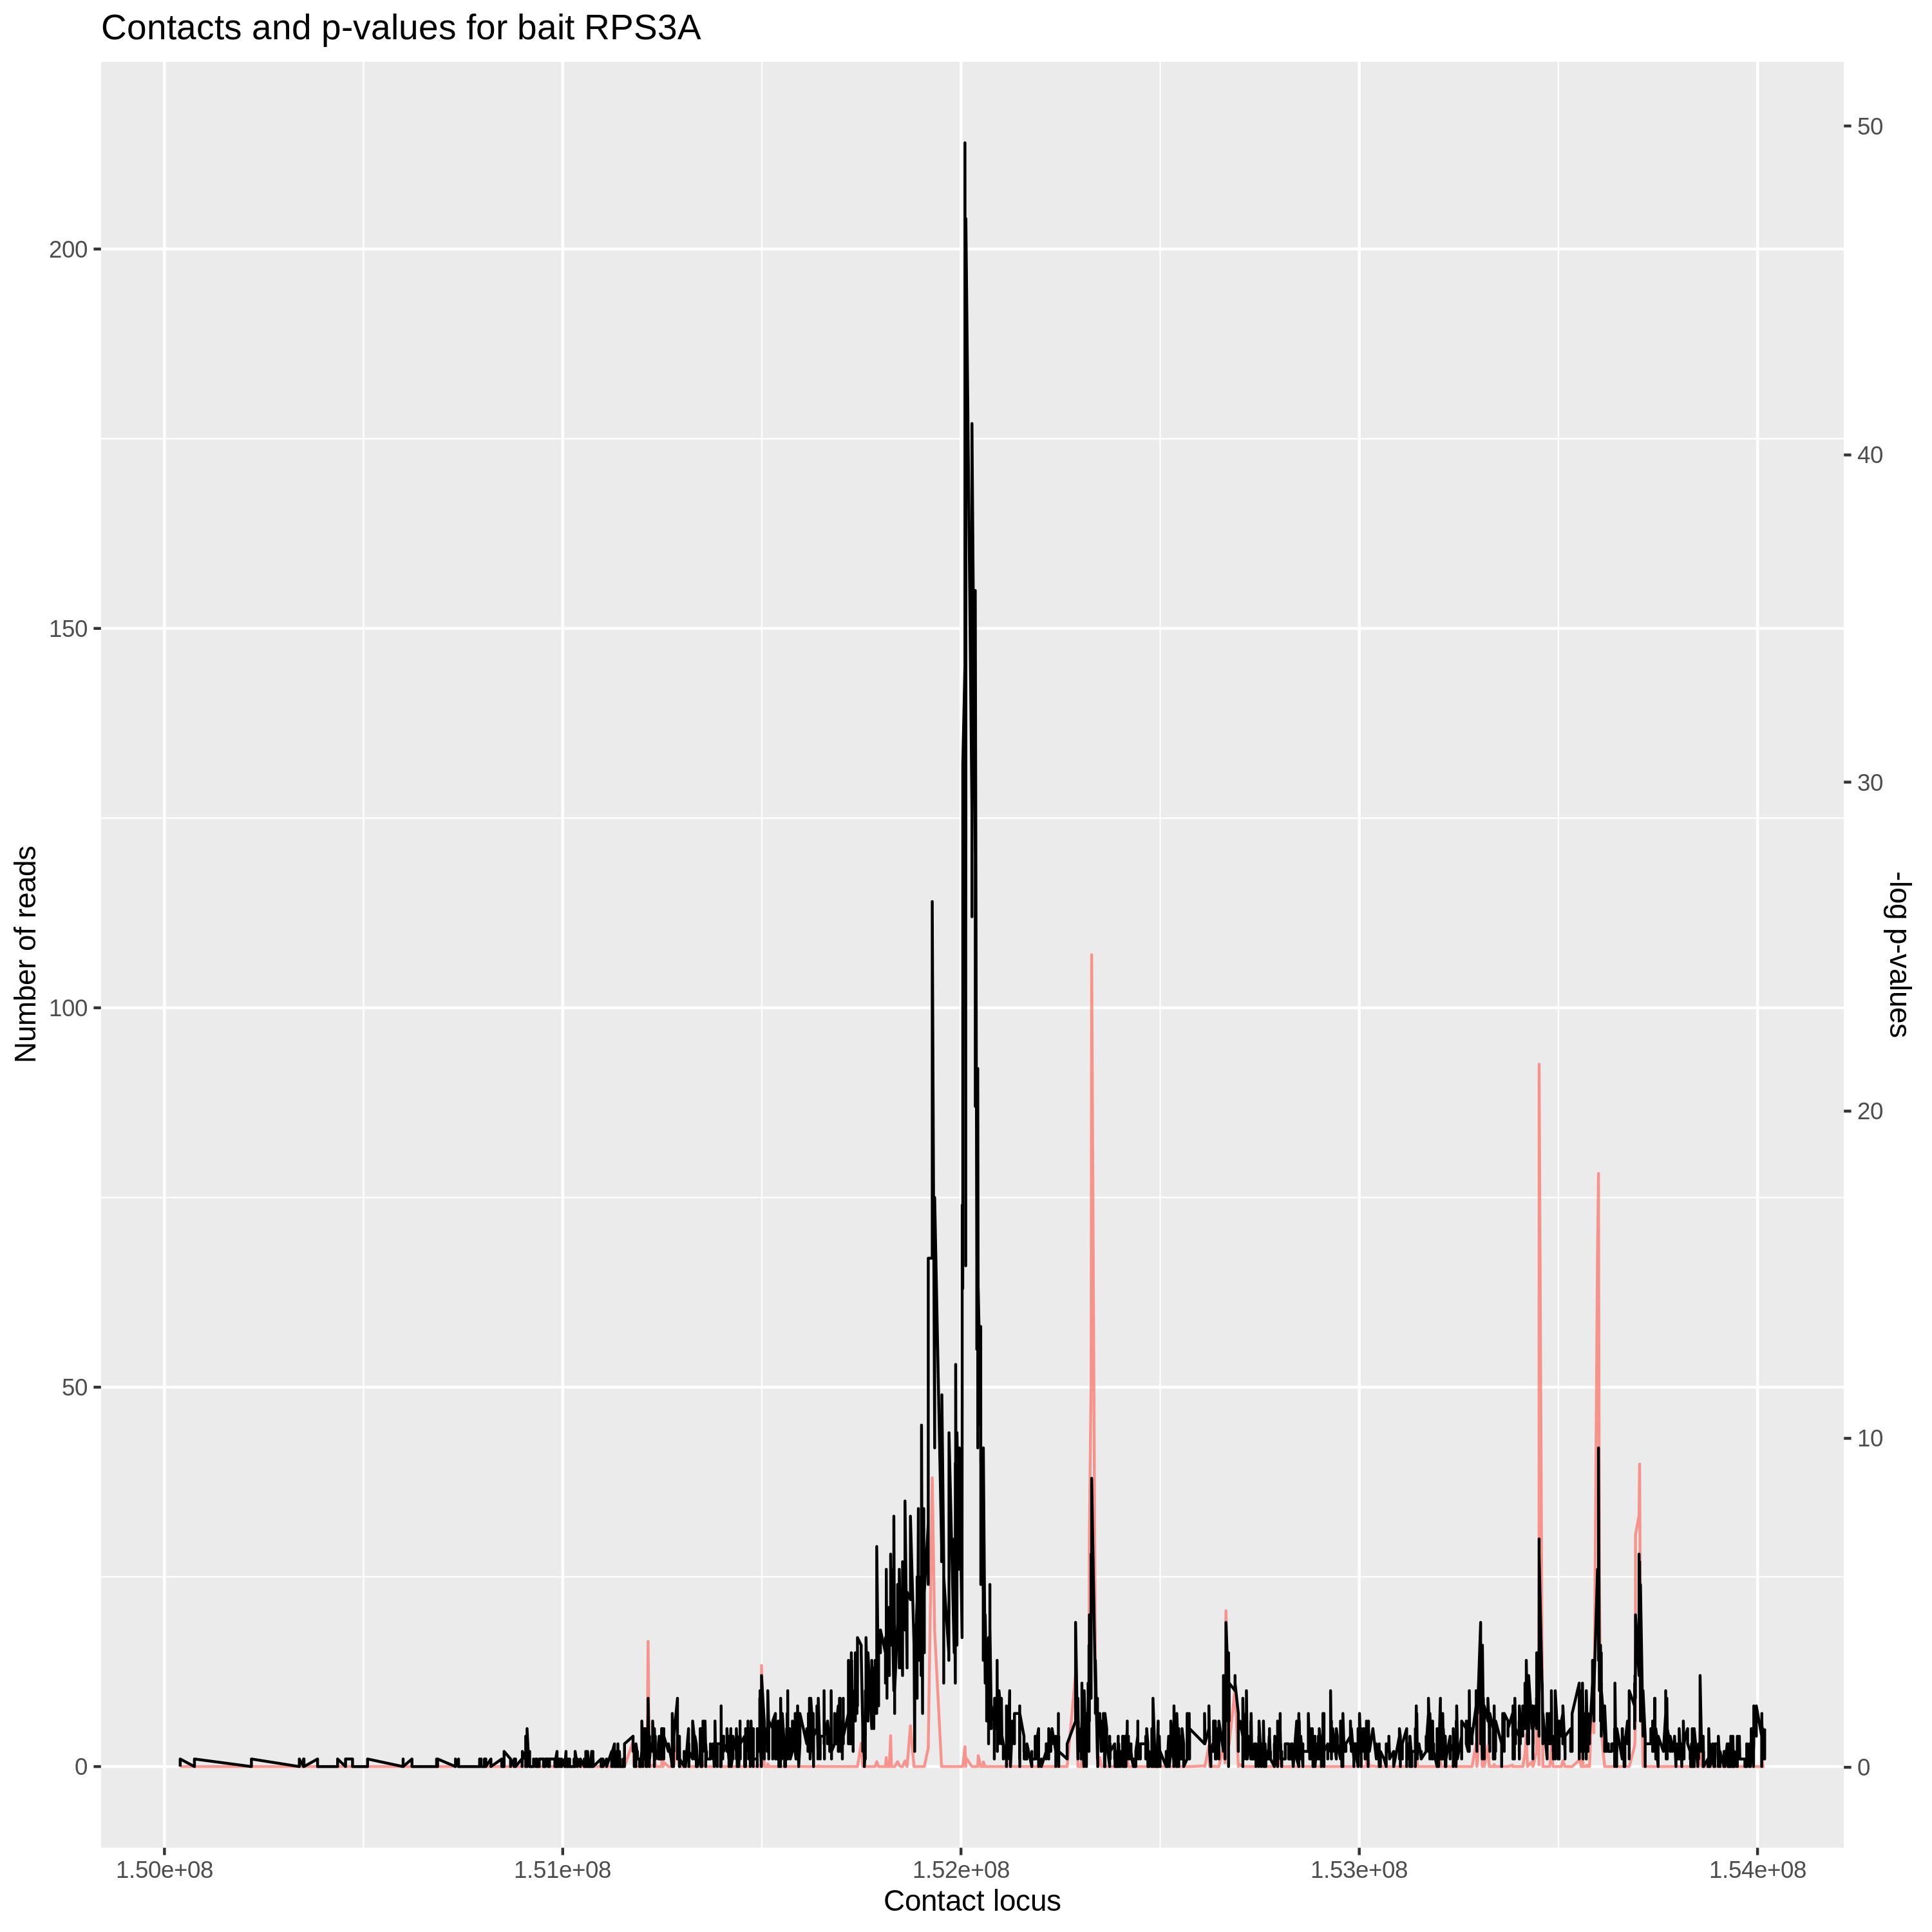 Contacts and p-values for bait RPS3A
Number of reads
200
150
100
50
0
50
40
30
20
10
0
-log p-values
1.50e+08
1.51e+08
1.52e+08
1.53e+08
1.54e+08
Contact locus